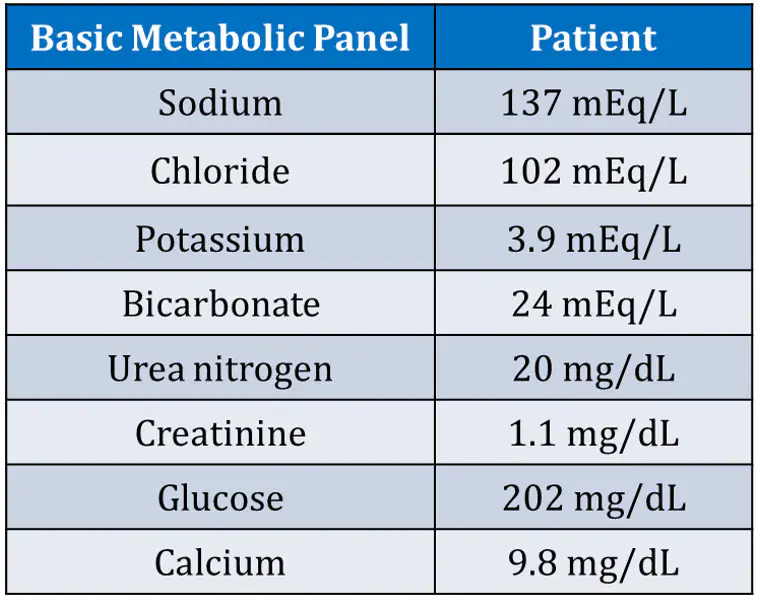 Basic Metabolic Panel Patient
Sodium 137 mEq/L
Chloride 102 mEq/L
Potassium 3.9 mEq/L
Bicarbonate 24 mEq/L
Urea nitrogen 20 mg/dL
Creatinine 1.1 mg/dL
Glucose 202 mg/dL
Calcium 9.8 mg/dL